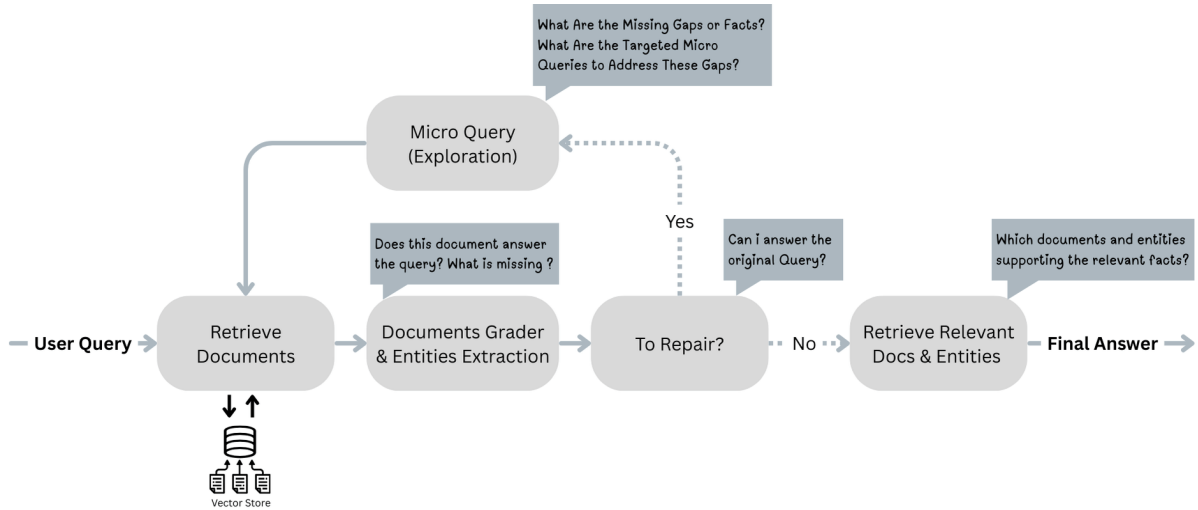 What Are the Missing Gaps or Facts?
What Are the Targeted Micro
Queries to Address These Gaps?
Micro Query
(Exploration)
Yes
Does this document answer
the query? What is missing ?
Can i answer the
original Query?
Which documents and entities
supporting the relevant facts?
User Query
Retrieve
Documents
Documents Grader
& Entities Extraction
To Repair?
No
Retrieve Relevant
Docs & Entities
Final Answer
Vector Store